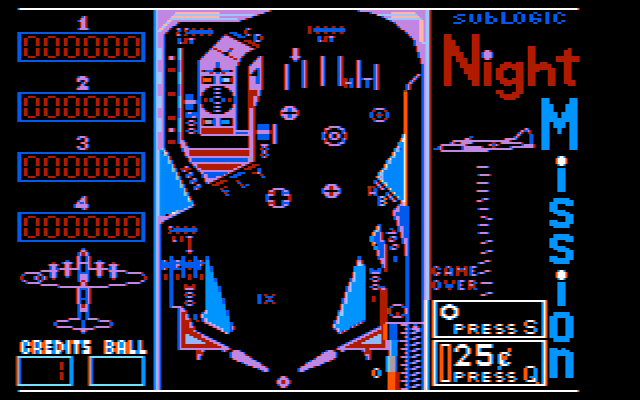 1
000000
2
000000
3
000000
4
000000
CREDITS BALL
1
1X
subLOGIC
Night
Mission
GAME
OVER
PRESS S
25¢
PRESS Q